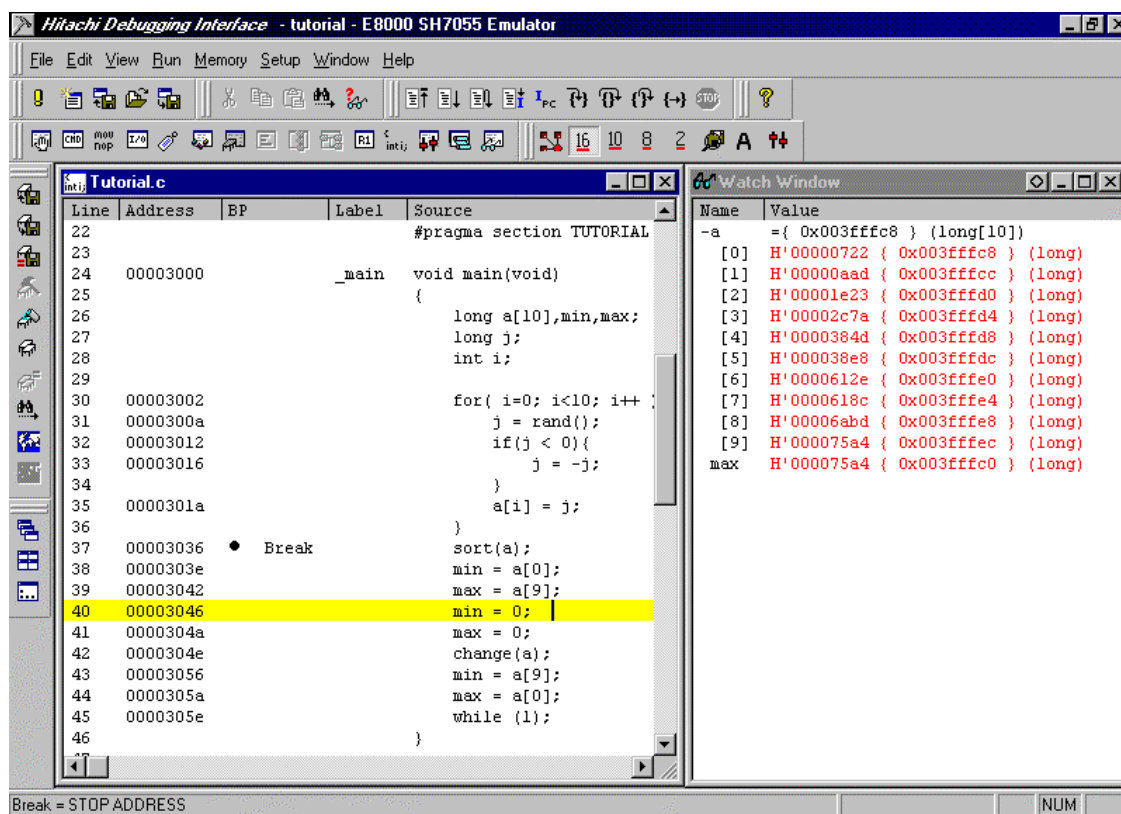 Hitachi Debugging Interface - tutorial - E8000 SH7055 Emulator
File Edit View Run Memory Setup Window Help
I PC STOP ?
CMD MOV NOP I/O E R1 int i; 16 10 8 2 A
int i; Tutorial.c
Line Address BP Label Source
22 #pragma section TUTORIAL
23
24 00003000 _main void main(void)
25 {
26 long a[10],min,max;
27 long j;
28 int i;
29
30 00003002 for( i=0; i<10; i++ )
31 0000300a j = rand();
32 00003012 if(j < 0){
33 00003016 j = -j;
34 }
35 0000301a a[i] = j;
36 }
37 00003036 ● Break sort(a);
38 0000303e min = a[0];
39 00003042 max = a[9];
40 00003046 min = 0;
41 0000304a max = 0;
42 0000304e change(a);
43 00003056 min = a[9];
44 0000305a max = a[0];
45 0000305e while (1);
46 }
Watch Window
Name Value
-a ={ 0x003fffc8 } (long[10])
[0] H'00000722 { 0x003fffc8 } (long)
[1] H'00000aad { 0x003fffcc } (long)
[2] H'00001e23 { 0x003fffd0 } (long)
[3] H'00002c7a { 0x003fffd4 } (long)
[4] H'0000384d { 0x003fffd8 } (long)
[5] H'000038e8 { 0x003fffdc } (long)
[6] H'0000612e { 0x003fffe0 } (long)
[7] H'0000618c { 0x003fffe4 } (long)
[8] H'00006abd { 0x003fffe8 } (long)
[9] H'000075a4 { 0x003fffec } (long)
max H'000075a4 { 0x003fffc0 } (long)
Break = STOP ADDRESS
NUM